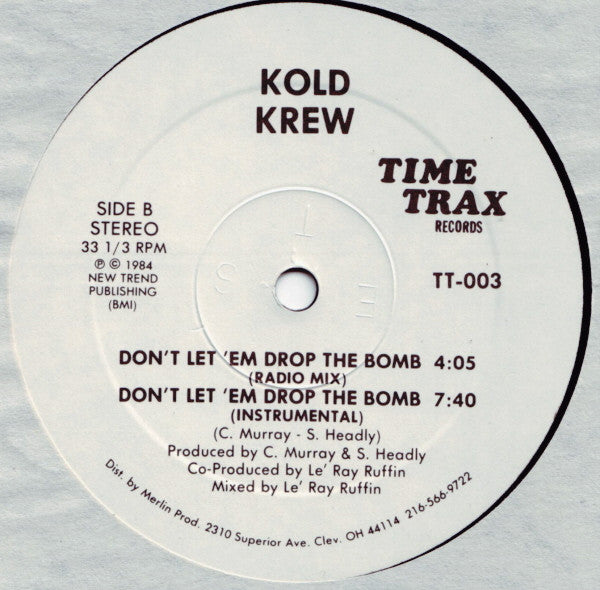 KOLD
KREW
TIME
TRAX
RECORDS
SIDE B
STEREO
33 1/3 RPM
℗ © 1984
NEW TREND
PUBLISHING
(BMI)
TT-003
DON'T LET 'EM DROP THE BOMB 4:05
(RADIO MIX)
DON'T LET 'EM DROP THE BOMB 7:40
(INSTRUMENTAL)
(C. Murray - S. Headly)
Produced by C. Murray & S. Headly
Co-Produced by Le' Ray Ruffin
Mixed by Le' Ray Ruffin
Dist. by Merlin Prod. 2310 Superior Ave. Clev. OH 44114 216-566-9722